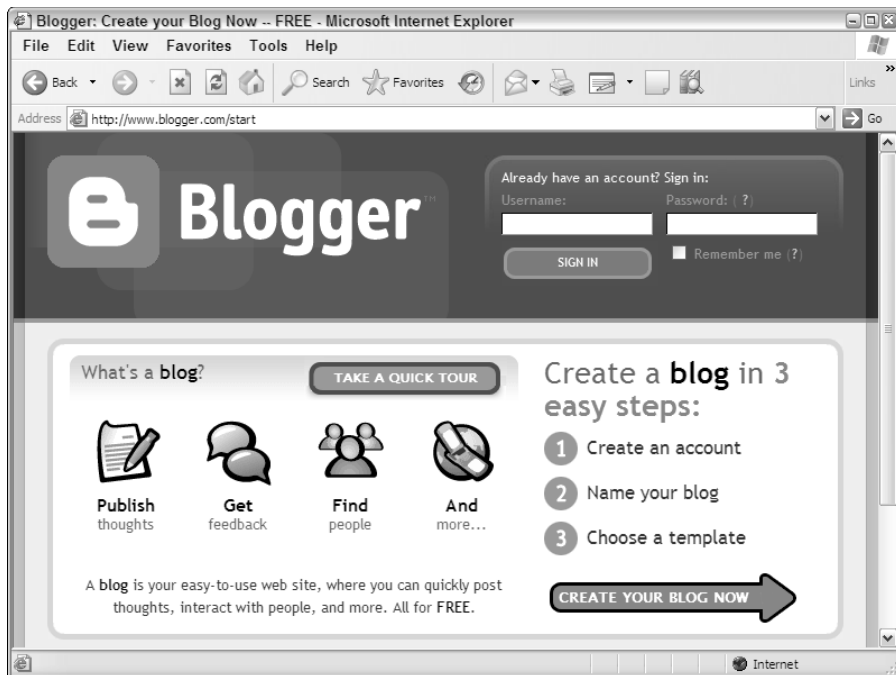 Blogger: Create your Blog Now -- FREE - Microsoft Internet Explorer
File Edit View Favorites Tools Help
Back Search Favorites Links »
Address http://www.blogger.com/start Go
Blogger™
Already have an account? Sign in:
Username: Password: ( ? )
SIGN IN Remember me (?)
What's a blog?
TAKE A QUICK TOUR
Publish
thoughts
Get
feedback
Find
people
And
more...
A blog is your easy-to-use web site, where you can quickly post
thoughts, interact with people, and more. All for FREE.
Create a blog in 3
easy steps:
1 Create an account
2 Name your blog
3 Choose a template
CREATE YOUR BLOG NOW
Internet